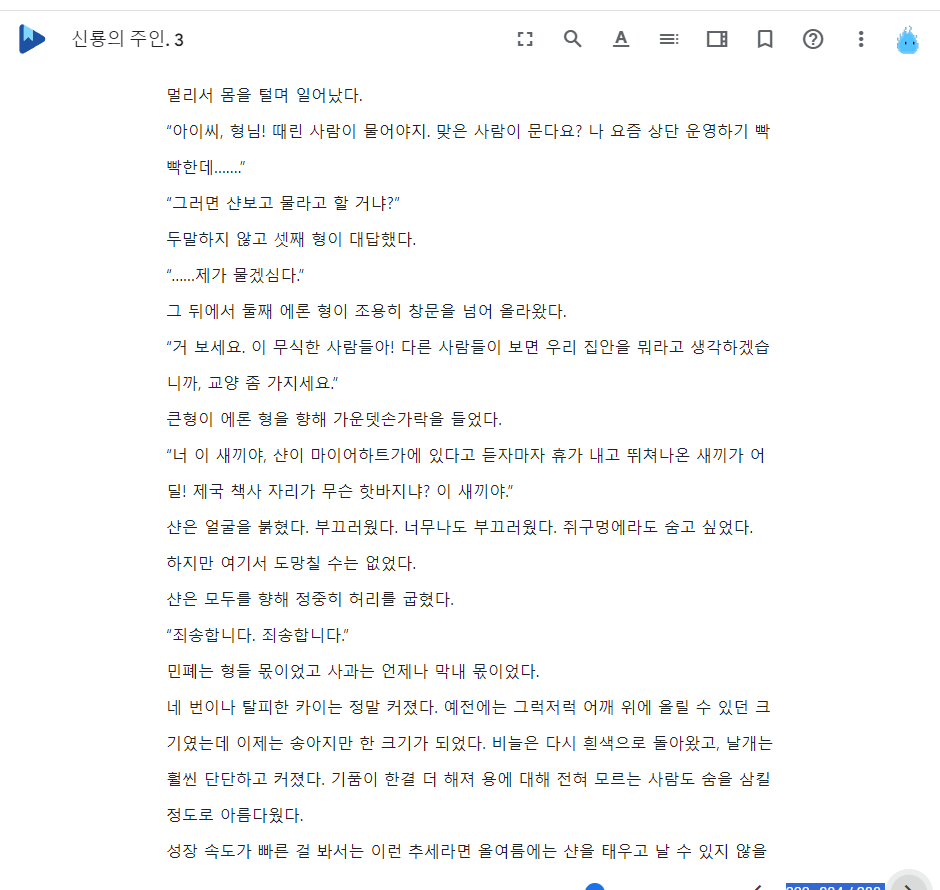 신룡의 주인. 3
멀리서 몸을 털며 일어났다.
“아이씨, 형님! 때린 사람이 물어야지. 맞은 사람이 문다요? 나 요즘 상단 운영하기 빡
빡한데…….”
“그러면 샨보고 물라고 할 거냐?”
두말하지 않고 셋째 형이 대답했다.
“……제가 물겠심다.”
그 뒤에서 둘째 에론 형이 조용히 창문을 넘어 올라왔다.
“거 보세요. 이 무식한 사람들아! 다른 사람들이 보면 우리 집안을 뭐라고 생각하겠습
니까, 교양 좀 가지세요.”
큰형이 에론 형을 향해 가운뎃손가락을 들었다.
“너 이 새끼야, 샨이 마이어하트가에 있다고 듣자마자 휴가 내고 뛰쳐나온 새끼가 어
딜! 제국 책사 자리가 무슨 핫바지냐? 이 새끼야.”
샨은 얼굴을 붉혔다. 부끄러웠다. 너무나도 부끄러웠다. 쥐구멍에라도 숨고 싶었다.
하지만 여기서 도망칠 수는 없었다.
샨은 모두를 향해 정중히 허리를 굽혔다.
“죄송합니다. 죄송합니다.”
민폐는 형들 몫이었고 사과는 언제나 막내 몫이었다.
네 번이나 탈피한 카이는 정말 커졌다. 예전에는 그럭저럭 어깨 위에 올릴 수 있던 크
기였는데 이제는 송아지만 한 크기가 되었다. 비늘은 다시 흰색으로 돌아왔고, 날개는
훨씬 단단하고 커졌다. 기품이 한결 더 해져 용에 대해 전혀 모르는 사람도 숨을 삼킬
정도로 아름다웠다.
성장 속도가 빠른 걸 봐서는 이런 추세라면 올여름에는 샨을 태우고 날 수 있지 않을